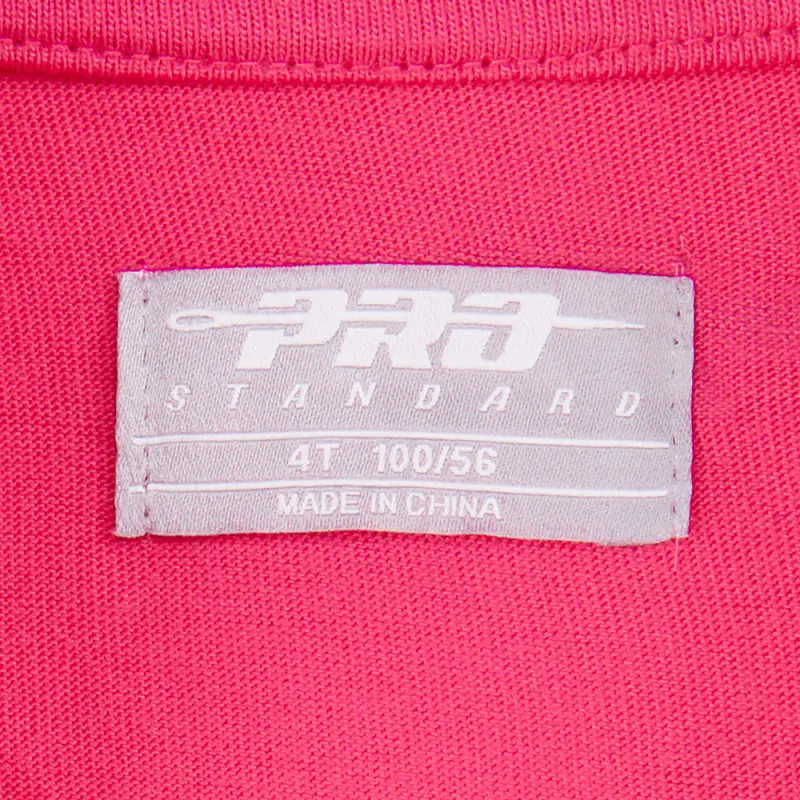 PRO
STANDARD
4T 100/56
MADE IN CHINA